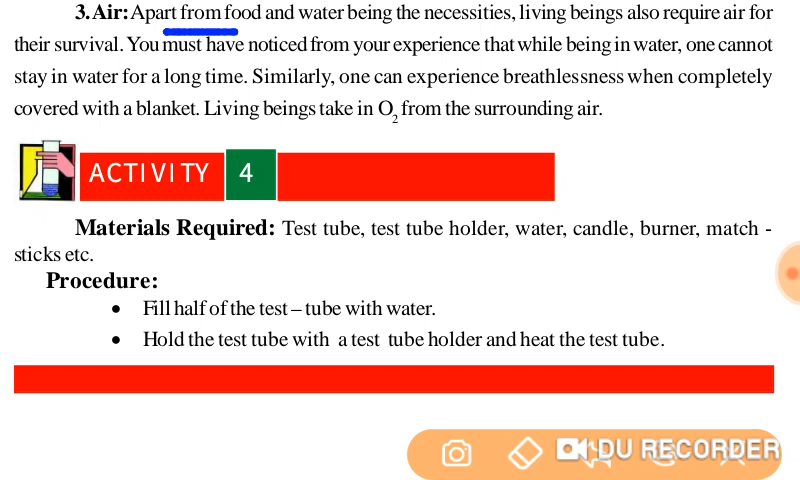 3. Air: Apart from food and water being the necessities, living beings also require air for
their survival. You must have noticed from your experience that while being in water, one cannot
stay in water for a long time. Similarly, one can experience breathlessness when completely
covered with a blanket. Living beings take in O2 from the surrounding air.
ACTIVITY 4
Materials Required: Test tube, test tube holder, water, candle, burner, match -
sticks etc.
Procedure:
• Fill half of the test – tube with water.
• Hold the test tube with a test tube holder and heat the test tube.
DU RECORDER